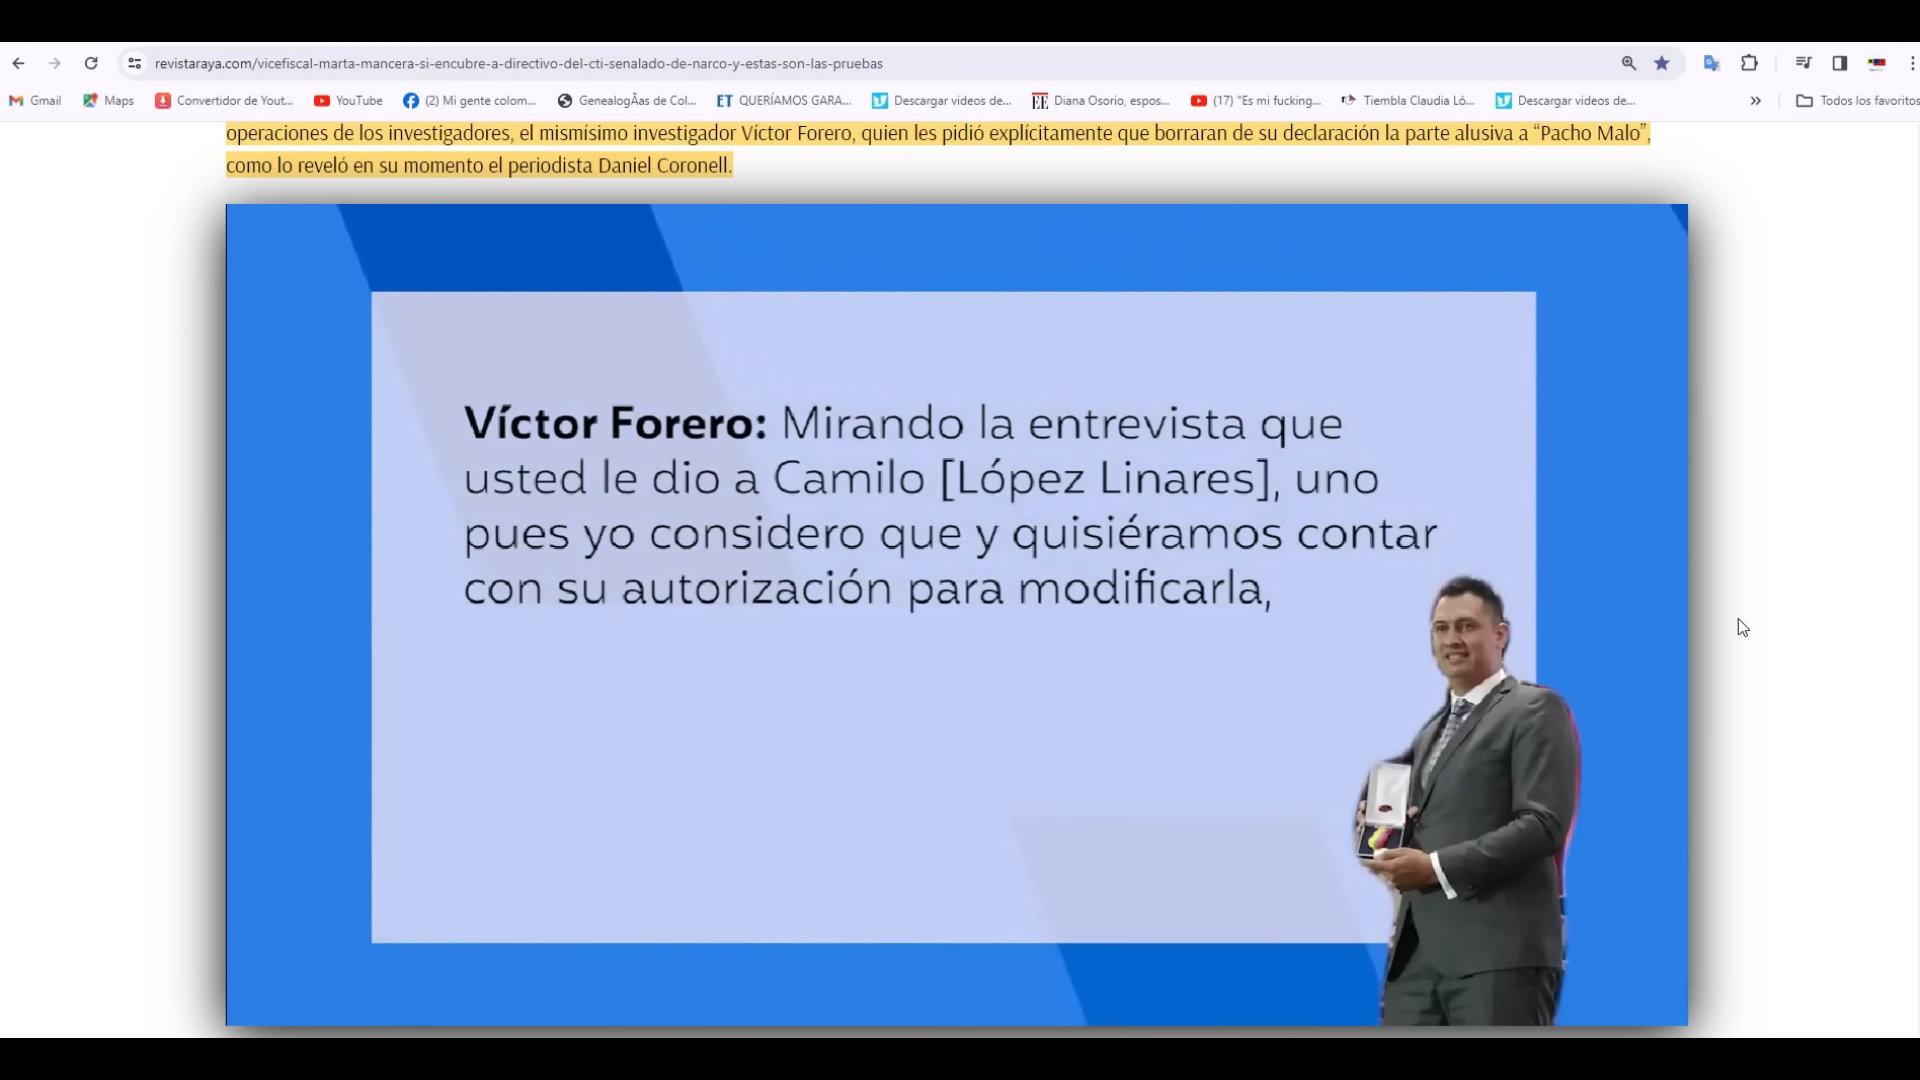 revistaraya.com/vicefiscal-marta-mancera-si-encubre-a-directivo-del-cti-senalado-de-narco-y-estas-son-las-pruebas
Gmail Maps Convertidor de Yout... YouTube (2) Mi gente colom... GenealogÃas de Col... ET QUERÍAMOS GARA... Descargar videos de... EE Diana Osorio, espos... (17) "Es mi fucking... Tiembla Claudia Ló... Descargar videos de... » Todos los favoritos
operaciones de los investigadores, el mismísimo investigador Víctor Forero, quien les pidió explícitamente que borraran de su declaración la parte alusiva a “Pacho Malo”,
como lo reveló en su momento el periodista Daniel Coronell.
Víctor Forero: Mirando la entrevista que
usted le dio a Camilo [López Linares], uno
pues yo considero que y quisiéramos contar
con su autorización para modificarla,